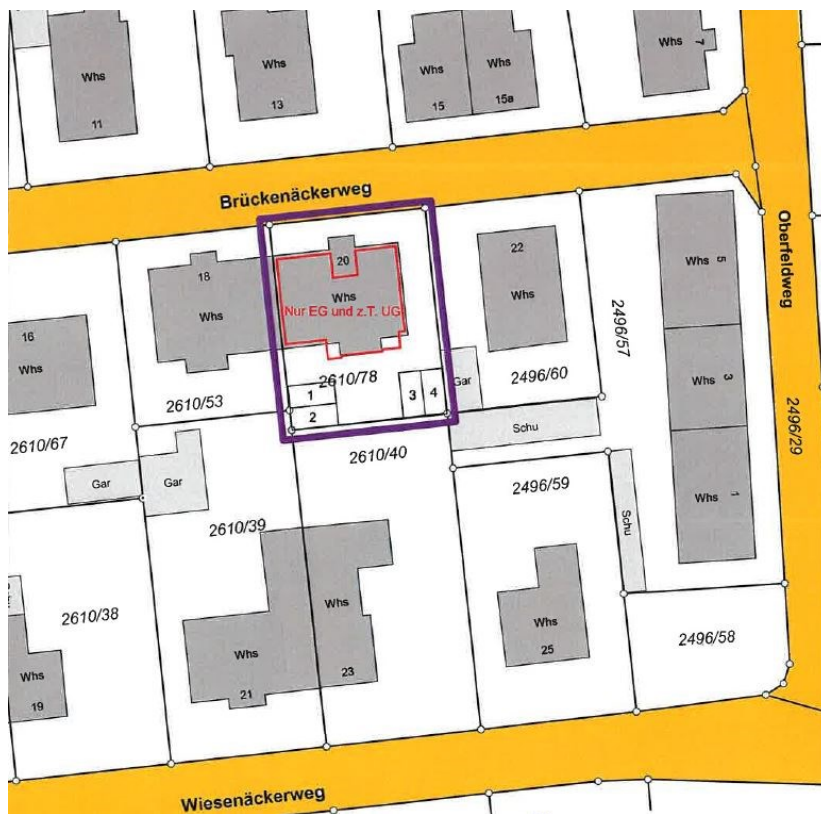 Whs
11
Whs
13
Whs
15
Whs
15a
Whs
7
Brückenäckerweg
Oberfeldweg
18
Whs
20
Whs
Nur EG und z.T. UG
22
Whs
Whs
5
Whs
3
Whs
1
2496/57
2496/29
16
Whs
2610/67
2610/53
2610/78
1
2
3
4
Gar
2496/60
Schu
2610/40
Gar
Gar
2610/39
2496/59
Schu
2610/38
Whs
19
Whs
21
Whs
23
Whs
25
2496/58
Wiesenäckerweg